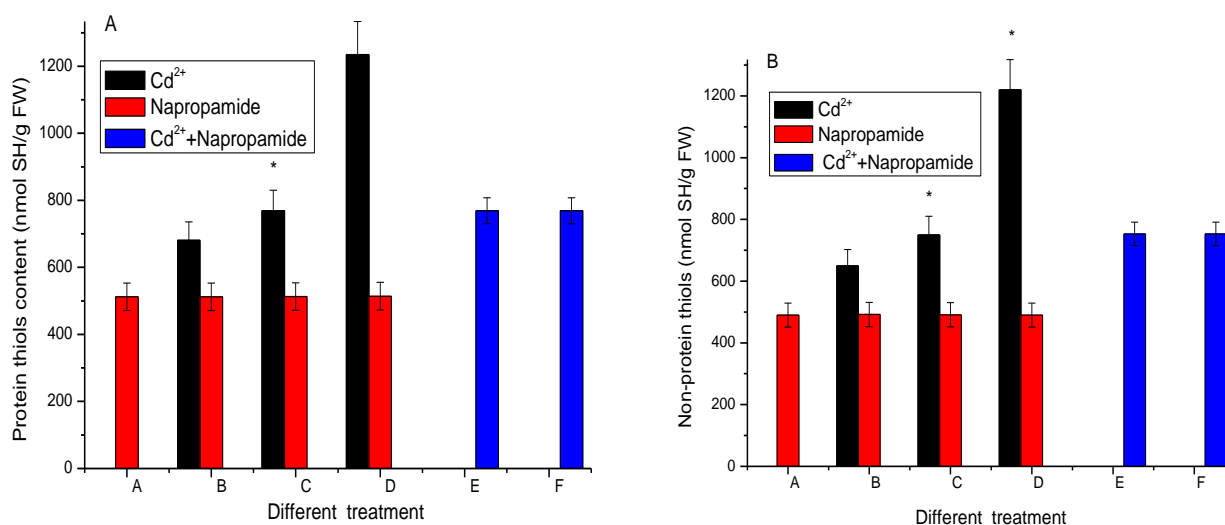 A
Protein thiols content (nmol SH/g FW)
1200
1000
800
600
400
200
0
Cd²⁺
Napropamide
Cd²⁺+Napropamide
*
A B C D E F
Different treatment
B
Non-protein thiols (nmol SH/g FW)
1200
1000
800
600
400
200
0
Cd²⁺
Napropamide
Cd²⁺+Napropamide
*
*
A B C D E F
Different treatment